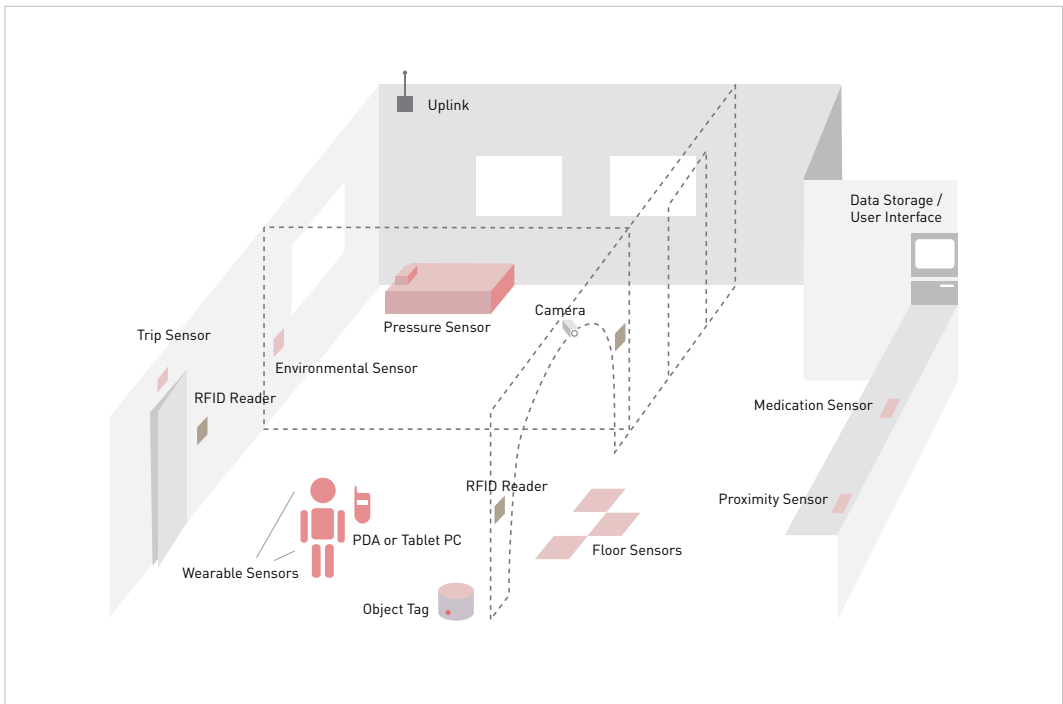 Uplink
Data Storage /
User Interface
Camera
Pressure Sensor
Trip Sensor
Environmental Sensor
RFID Reader
Medication Sensor
RFID Reader
Proximity Sensor
PDA or Tablet PC
Floor Sensors
Wearable Sensors
Object Tag